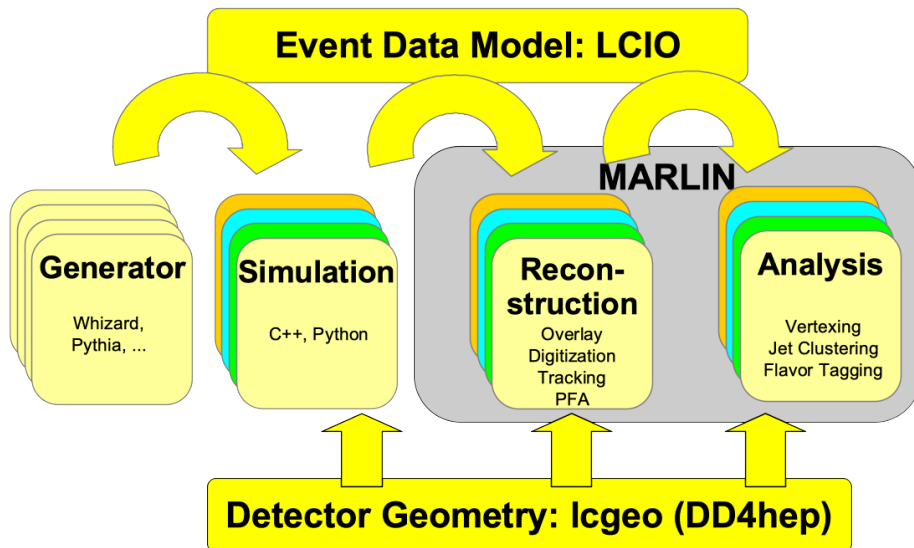 Event Data Model: LCIO
MARLIN
Generator
Whizard,
Pythia, ...
Simulation
C++, Python
Recon-
struction
Overlay
Digitization
Tracking
PFA
Analysis
Vertexing
Jet Clustering
Flavor Tagging
Detector Geometry: lcgeo (DD4hep)